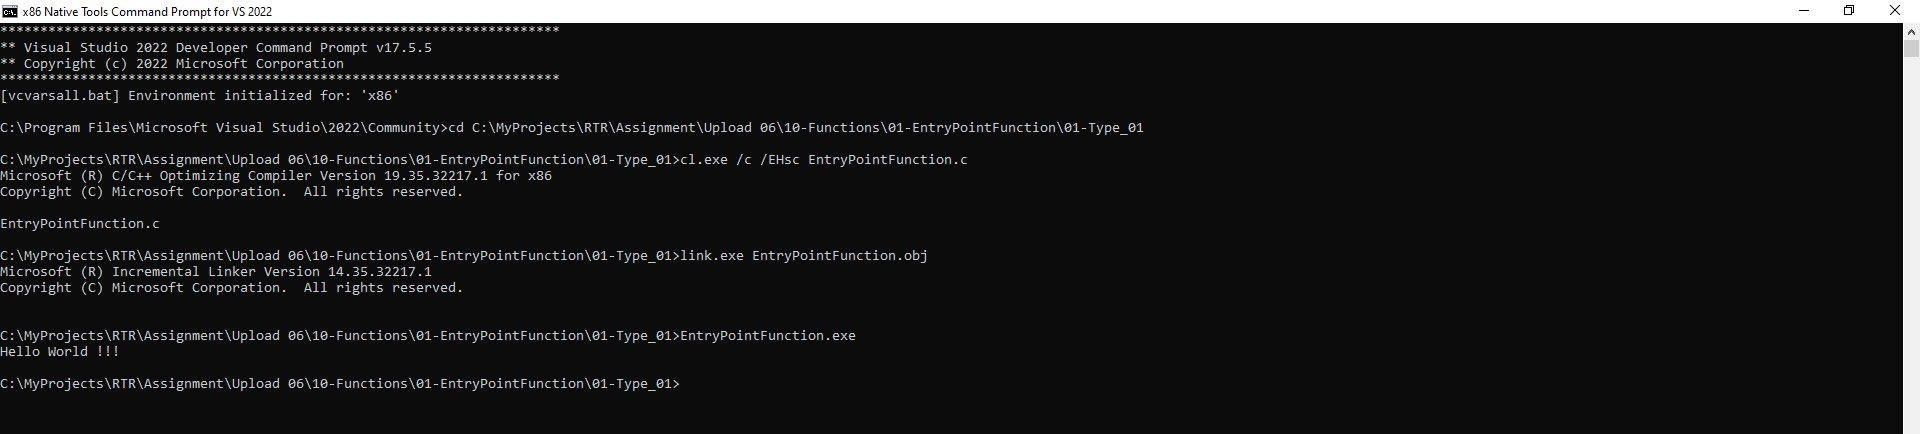 x86 Native Tools Command Prompt for VS 2022
**********************************************************************
** Visual Studio 2022 Developer Command Prompt v17.5.5
** Copyright (c) 2022 Microsoft Corporation
**********************************************************************
[vcvarsall.bat] Environment initialized for: 'x86'
C:\Program Files\Microsoft Visual Studio\2022\Community>cd C:\MyProjects\RTR\Assignment\Upload 06\10-Functions\01-EntryPointFunction\01-Type_01
C:\MyProjects\RTR\Assignment\Upload 06\10-Functions\01-EntryPointFunction\01-Type_01>cl.exe /c /EHsc EntryPointFunction.c
Microsoft (R) C/C++ Optimizing Compiler Version 19.35.32217.1 for x86
Copyright (C) Microsoft Corporation.  All rights reserved.
EntryPointFunction.c
C:\MyProjects\RTR\Assignment\Upload 06\10-Functions\01-EntryPointFunction\01-Type_01>link.exe EntryPointFunction.obj
Microsoft (R) Incremental Linker Version 14.35.32217.1
Copyright (C) Microsoft Corporation.  All rights reserved.
C:\MyProjects\RTR\Assignment\Upload 06\10-Functions\01-EntryPointFunction\01-Type_01>EntryPointFunction.exe
Hello World !!!
C:\MyProjects\RTR\Assignment\Upload 06\10-Functions\01-EntryPointFunction\01-Type_01>